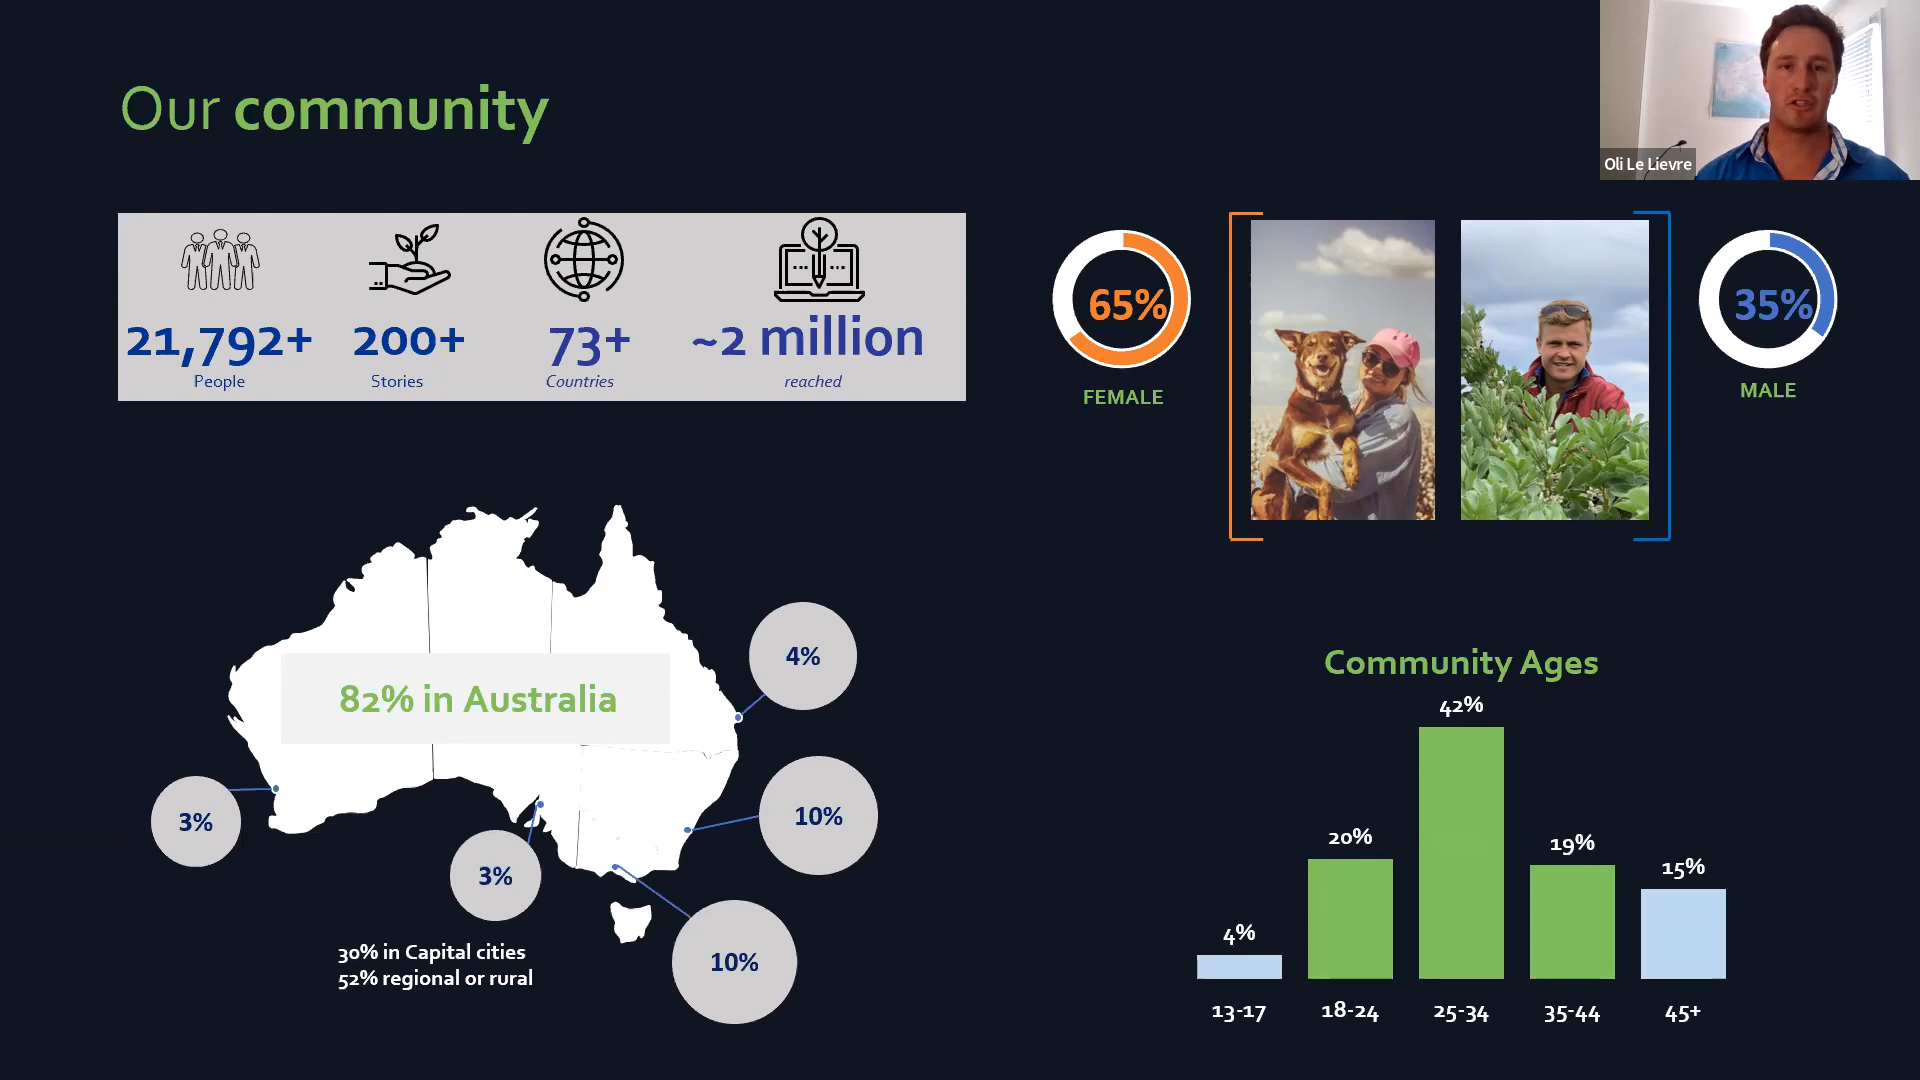 Our community
Oli Le Lievre
21,792+
People
200+
Stories
73+
Countries
~2 million
reached
65%
FEMALE
35%
MALE
82% in Australia
4%
10%
3%
3%
10%
30% in Capital cities
52% regional or rural
Community Ages
42%
20%
19%
15%
4%
13-17
18-24
25-34
35-44
45+